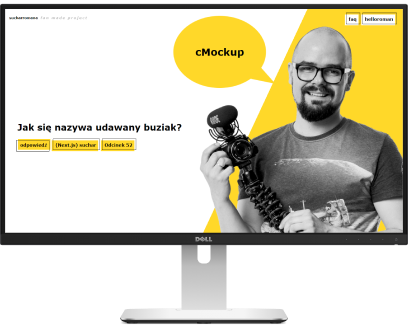 sucharromana fan made project
faq helloroman
cMockup
Jak się nazywa udawany buziak?
odpowiedź (Next.js) suchar Odcinek 52
DELL